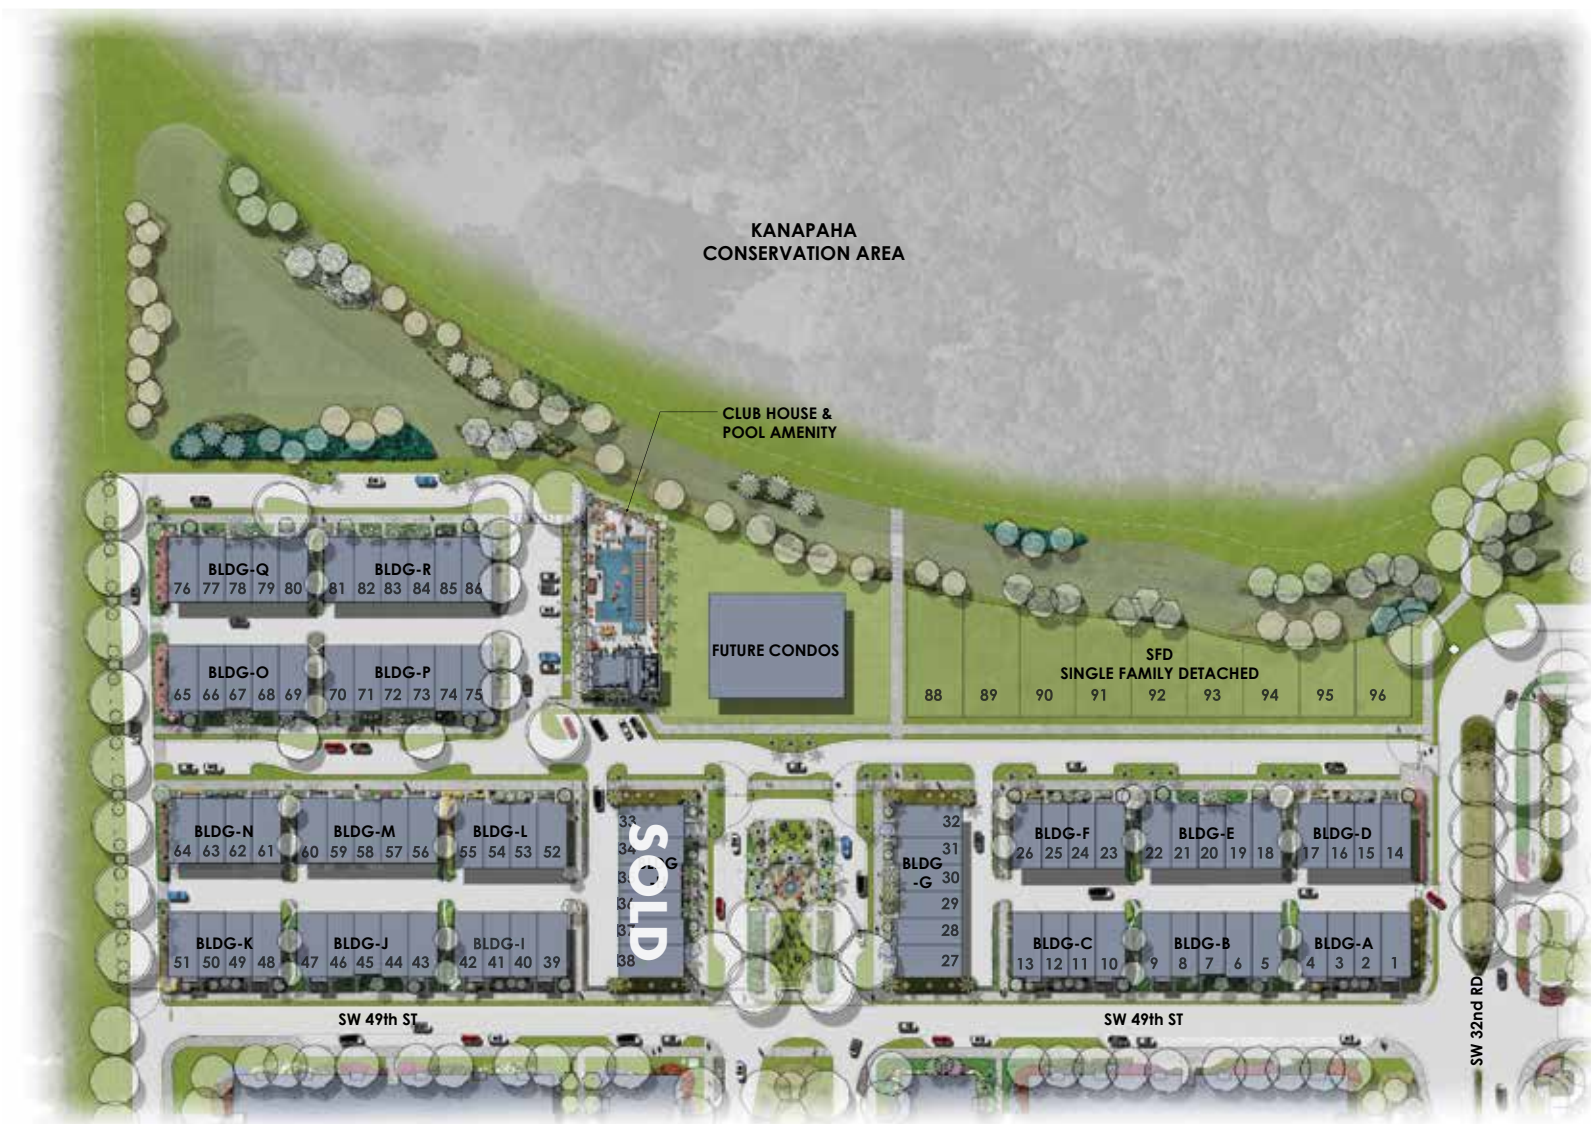 KANAPAHA
CONSERVATION AREA
CLUB HOUSE &
POOL AMENITY
BLDG-Q
76 77 78 79 80
BLDG-R
81 82 83 84 85 86
BLDG-O
65 66 67 68 69
BLDG-P
70 71 72 73 74 75
FUTURE CONDOS
SFD
SINGLE FAMILY DETACHED
88 89 90 91 92 93 94 95 96
BLDG-N
64 63 62 61
BLDG-M
60 59 58 57 56
BLDG-L
55 54 53 52
33
34
35
36
37
38
SOLD
32
31
30
29
28
27
BLDG
-G
BLDG-F
26 25 24 23
BLDG-E
22 21 20 19 18
BLDG-D
17 16 15 14
BLDG-K
51 50 49 48
BLDG-J
47 46 45 44 43
BLDG-I
42 41 40 39
BLDG-C
13 12 11 10
BLDG-B
9 8 7 6 5
BLDG-A
4 3 2 1
SW 49th ST
SW 49th ST
SW 32nd RD